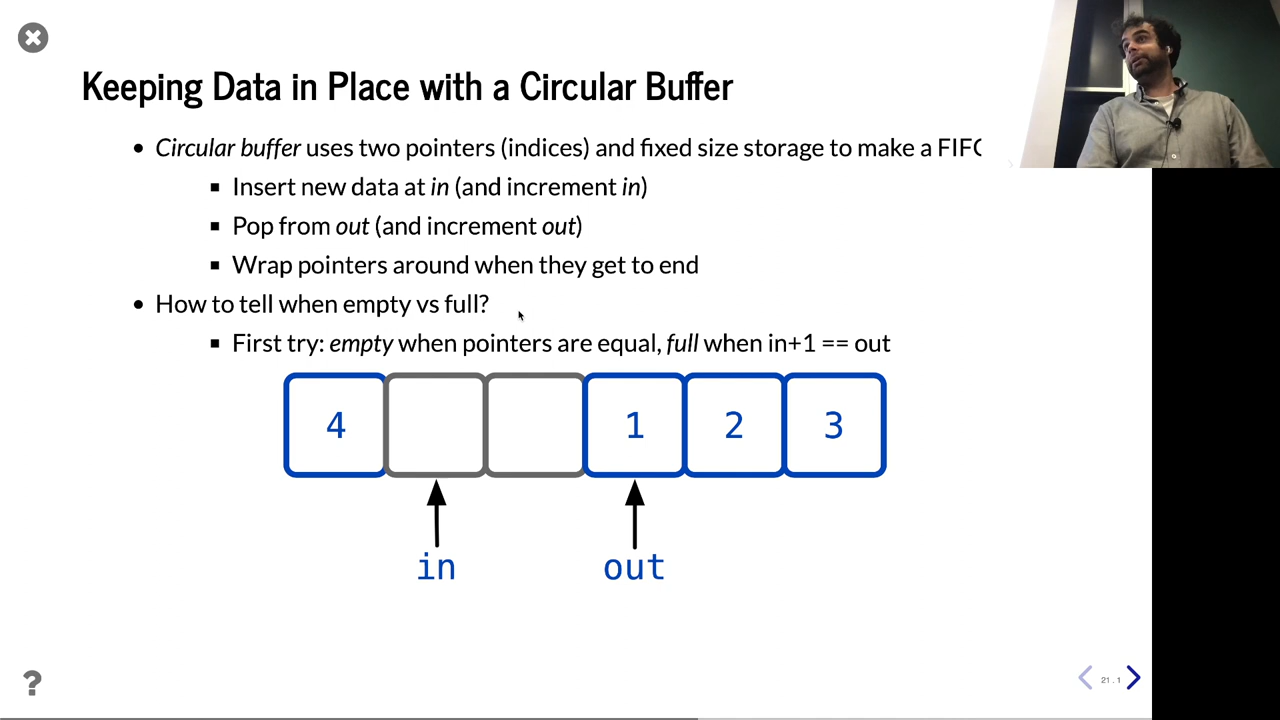 Keeping Data in Place with a Circular Buffer
• Circular buffer uses two pointers (indices) and fixed size storage to make a
▪ Insert new data at in (and increment in)
▪ Pop from out (and increment out)
▪ Wrap pointers around when they get to end
• How to tell when empty vs full?
▪ First try: empty when pointers are equal, full when in+1 == out
4 1 2 3
in out
?
21.1